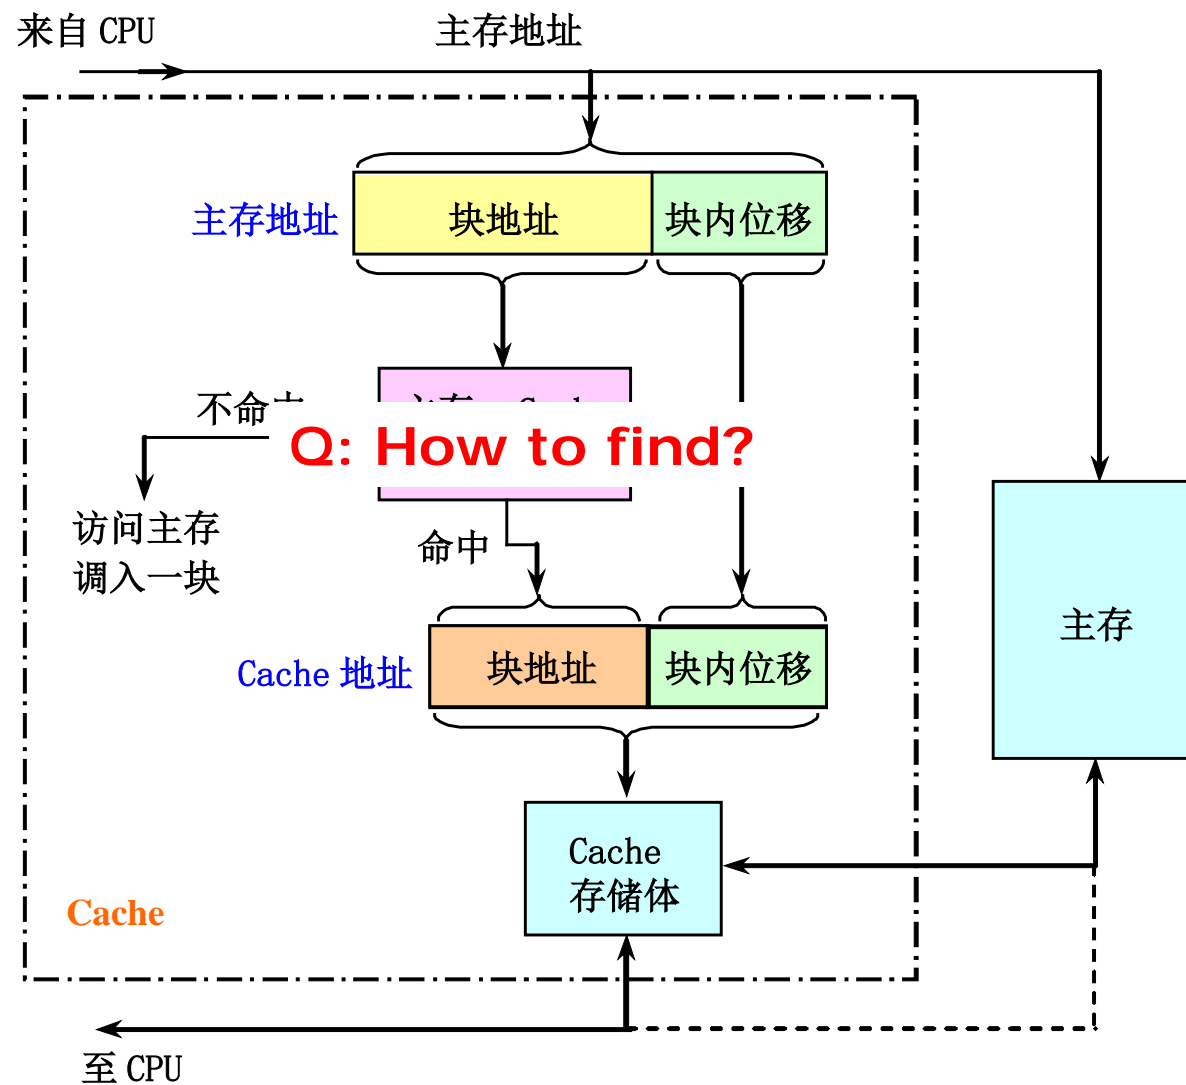 来自 CPU
主存地址
主存地址
块地址
块内位移
Q: How to find?
命中
访问主存
调入一块
主存
Cache 地址
块地址
块内位移
Cache
存储体
Cache
至 CPU